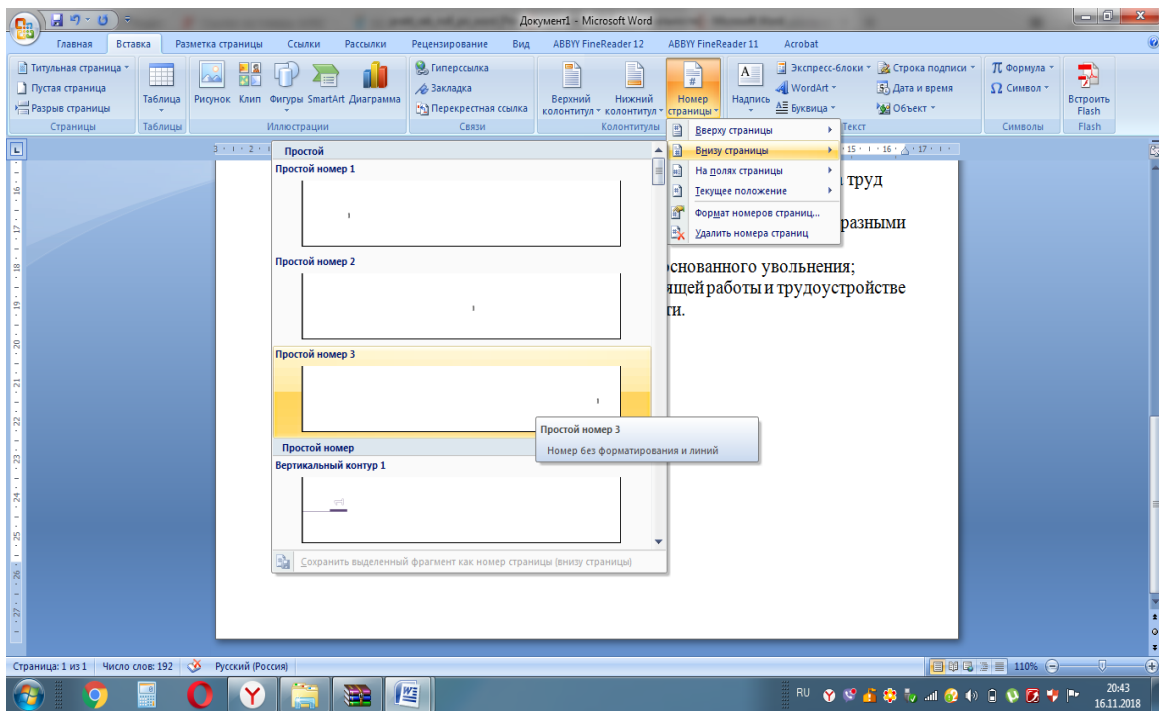 Документ1 - Microsoft Word
Главная Вставка Разметка страницы Ссылки Рассылки Рецензирование Вид ABBYY FineReader 12 ABBYY FineReader 11 Acrobat
Титульная страница
Пустая страница
Разрыв страницы
Страницы
Таблица
Таблицы
Рисунок Клип Фигуры SmartArt Диаграмма
Иллюстрации
Гиперссылка
Закладка
Перекрестная ссылка
Связи
Верхний колонтитул
Нижний колонтитул
Номер страницы
Колонтитулы
Надпись
Экспресс-блоки
WordArt
Буквица
Строка подписи
Дата и время
Объект
Текст
π Формула
Ω Символ
Символы
Встроить Flash
Flash
Вверху страницы
Внизу страницы
На полях страницы
Текущее положение
Формат номеров страниц...
Удалить номера страниц
Простой
Простой номер 1
Простой номер 2
Простой номер 3
Простой номер
Вертикальный контур 1
Сохранить выделенный фрагмент как номер страницы (внизу страницы)
Простой номер 3
Номер без форматирования и линий
труд
разными
основанного увольнения;
ящей работы и трудоустройстве
ти.
Страница: 1 из 1 Число слов: 192 Русский (Россия) 110%
RU 20:43
16.11.2018